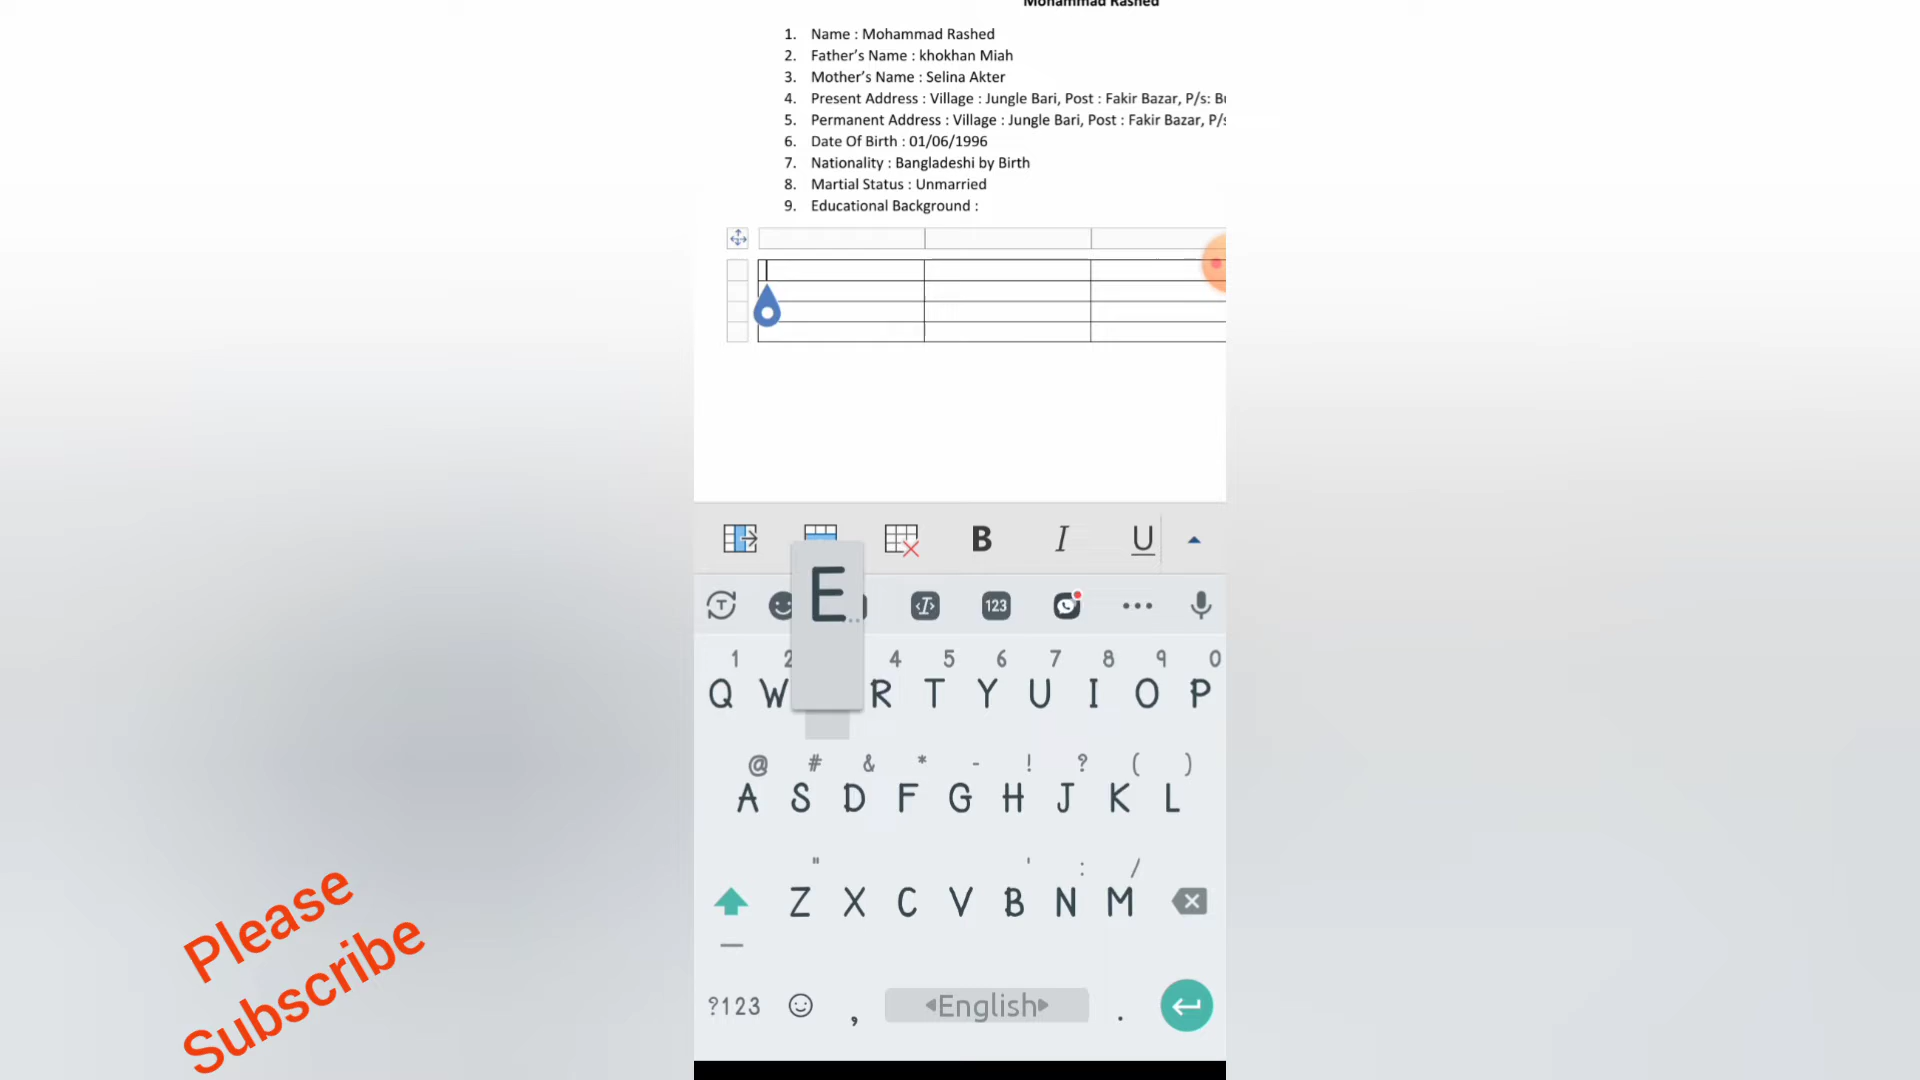 Mohammad Rashed
1. Name : Mohammad Rashed
2. Father's Name : khokhan Miah
3. Mother's Name : Selina Akter
4. Present Address : Village : Jungle Bari, Post : Fakir Bazar, P/s:
5. Permanent Address : Village : Jungle Bari, Post : Fakir Bazar, P/s
6. Date Of Birth : 01/06/1996
7. Nationality : Bangladeshi by Birth
8. Martial Status : Unmarried
9. Educational Background :
B I U
E
T 123
1 2 4 5 6 7 8 9 0
Q W R T Y U I O P
@ # & * - ! ? ( )
A S D F G H J K L
" ' : /
Z X C V B N M
?123 , English .
Please
Subscribe